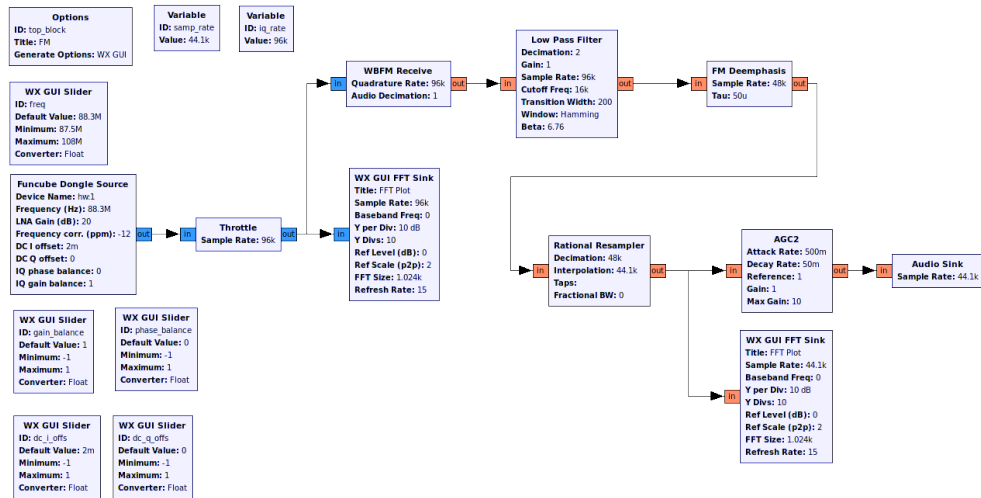 Options
ID: top_block
Title: FM
Generate Options: WX GUI
Variable
ID: samp_rate
Value: 44.1k
Variable
ID: iq_rate
Value: 96k
WX GUI Slider
ID: freq
Default Value: 88.3M
Minimum: 87.5M
Maximum: 108M
Converter: Float
Funcube Dongle Source
Device Name: hw:1
Frequency (Hz): 88.3M
LNA Gain (dB): 20
Frequency corr. (ppm): -12
DC I offset: 2m
DC Q offset: 0
IQ phase balance: 0
IQ gain balance: 1
out
in
Throttle
Sample Rate: 96k
out
in
WBFM Receive
Quadrature Rate: 96k
Audio Decimation: 1
out
in
Low Pass Filter
Decimation: 2
Gain: 1
Sample Rate: 96k
Cutoff Freq: 16k
Transition Width: 200
Window: Hamming
Beta: 6.76
out
in
FM Deemphasis
Sample Rate: 48k
Tau: 50u
out
in
WX GUI FFT Sink
Title: FFT Plot
Sample Rate: 96k
Baseband Freq: 0
Y per Div: 10 dB
Y Divs: 10
Ref Level (dB): 0
Ref Scale (p2p): 2
FFT Size: 1.024k
Refresh Rate: 15
in
Rational Resampler
Decimation: 48k
Interpolation: 44.1k
Taps:
Fractional BW: 0
out
in
AGC2
Attack Rate: 500m
Decay Rate: 50m
Reference: 1
Gain: 1
Max Gain: 10
out
in
Audio Sink
Sample Rate: 44.1k
in
WX GUI FFT Sink
Title: FFT Plot
Sample Rate: 44.1k
Baseband Freq: 0
Y per Div: 10 dB
Y Divs: 10
Ref Level (dB): 0
Ref Scale (p2p): 2
FFT Size: 1.024k
Refresh Rate: 15
WX GUI Slider
ID: gain_balance
Default Value: 1
Minimum: -1
Maximum: 1
Converter: Float
WX GUI Slider
ID: phase_balance
Default Value: 0
Minimum: -1
Maximum: 1
Converter: Float
WX GUI Slider
ID: dc_i_offs
Default Value: 2m
Minimum: -1
Maximum: 1
Converter: Float
WX GUI Slider
ID: dc_q_offs
Default Value: 0
Minimum: -1
Maximum: 1
Converter: Float